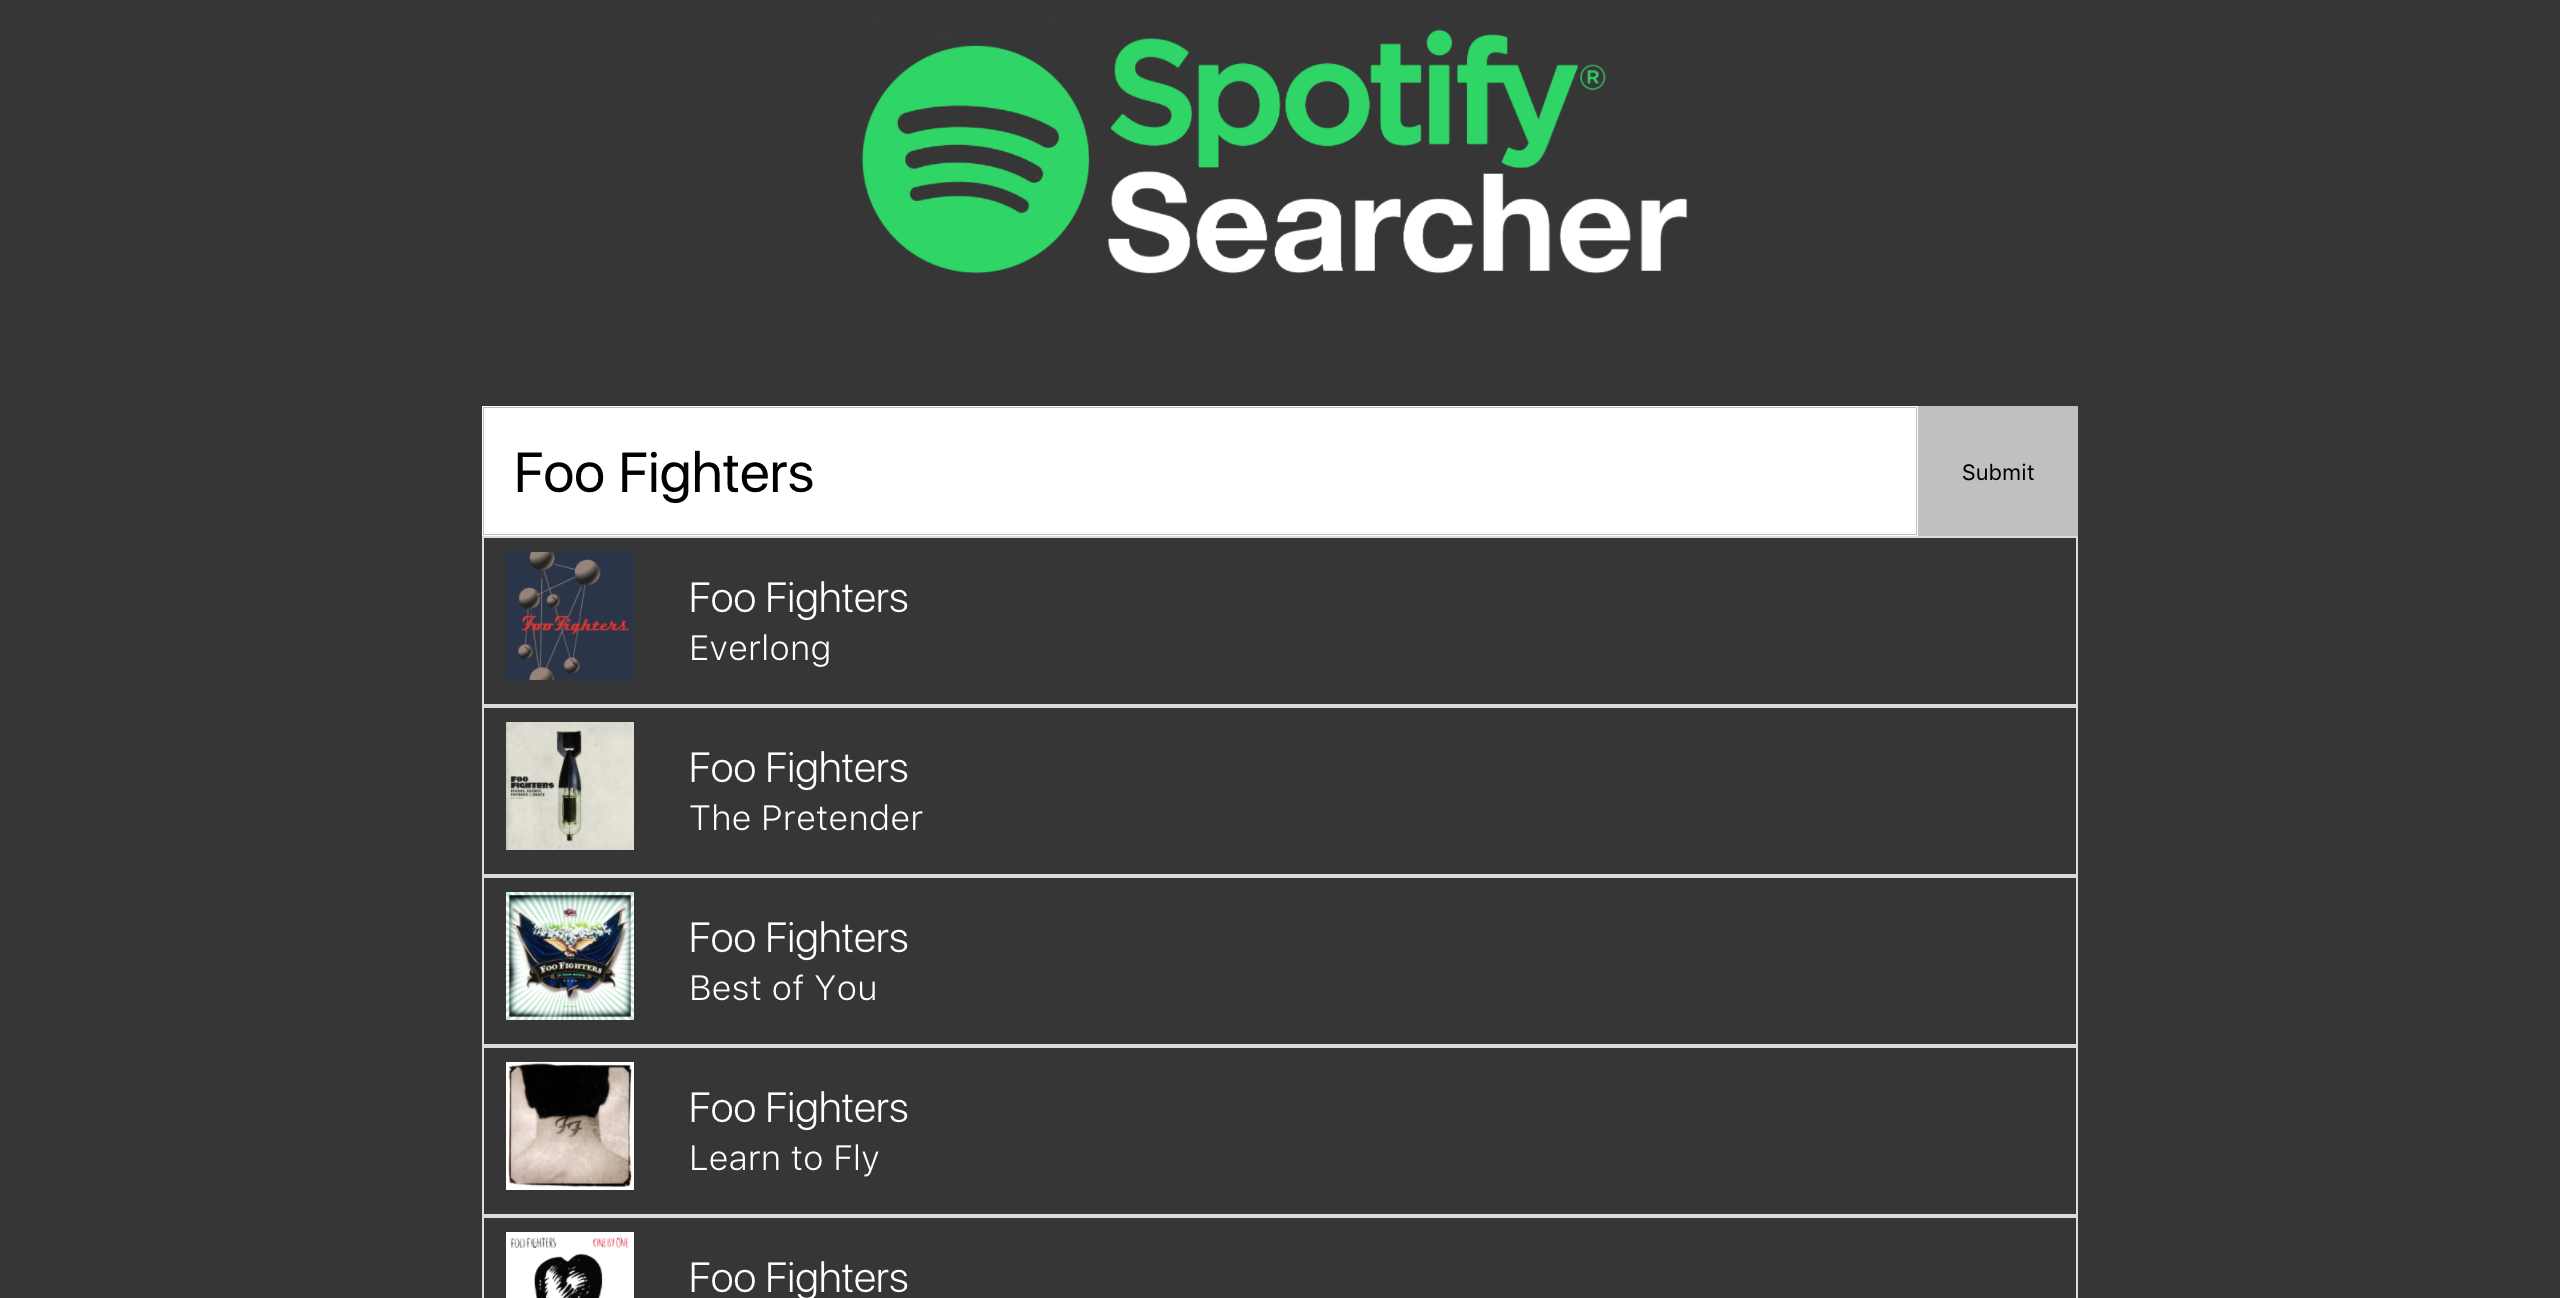 Spotify®
Searcher
Foo Fighters
Submit
Foo Fighters
Foo Fighters
Everlong
FOO
FIGHTERS
Foo Fighters
The Pretender
FOO FIGHTERS
Foo Fighters
Best of You
FF
Foo Fighters
Learn to Fly
FOO FIGHTERS ONE BY ONE
Foo Fighters